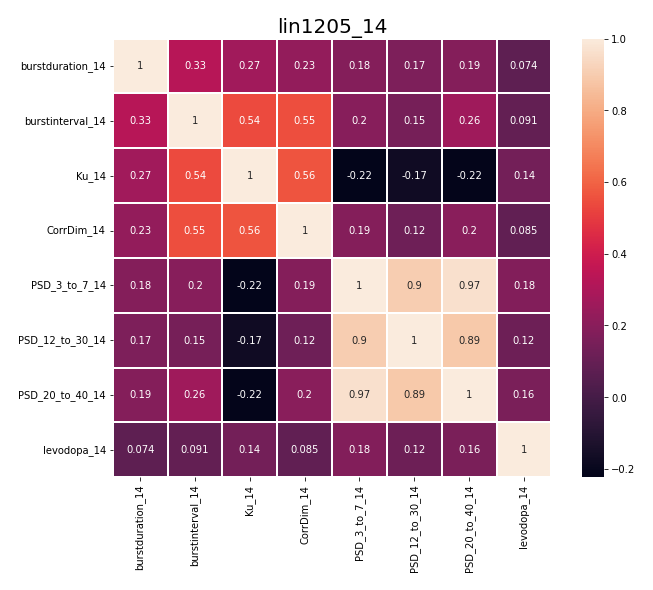 lin1205_14
burstduration_14 1 0.33 0.27 0.23 0.18 0.17 0.19 0.074
burstinterval_14 0.33 1 0.54 0.55 0.2 0.15 0.26 0.091
Ku_14 0.27 0.54 1 0.56 -0.22 -0.17 -0.22 0.14
CorrDim_14 0.23 0.55 0.56 1 0.19 0.12 0.2 0.085
PSD_3_to_7_14 0.18 0.2 -0.22 0.19 1 0.9 0.97 0.18
PSD_12_to_30_14 0.17 0.15 -0.17 0.12 0.9 1 0.89 0.12
PSD_20_to_40_14 0.19 0.26 -0.22 0.2 0.97 0.89 1 0.16
levodopa_14 0.074 0.091 0.14 0.085 0.18 0.12 0.16 1
burstduration_14
burstinterval_14
Ku_14
CorrDim_14
PSD_3_to_7_14
PSD_12_to_30_14
PSD_20_to_40_14
levodopa_14
1.0
0.8
0.6
0.4
0.2
0.0
−0.2